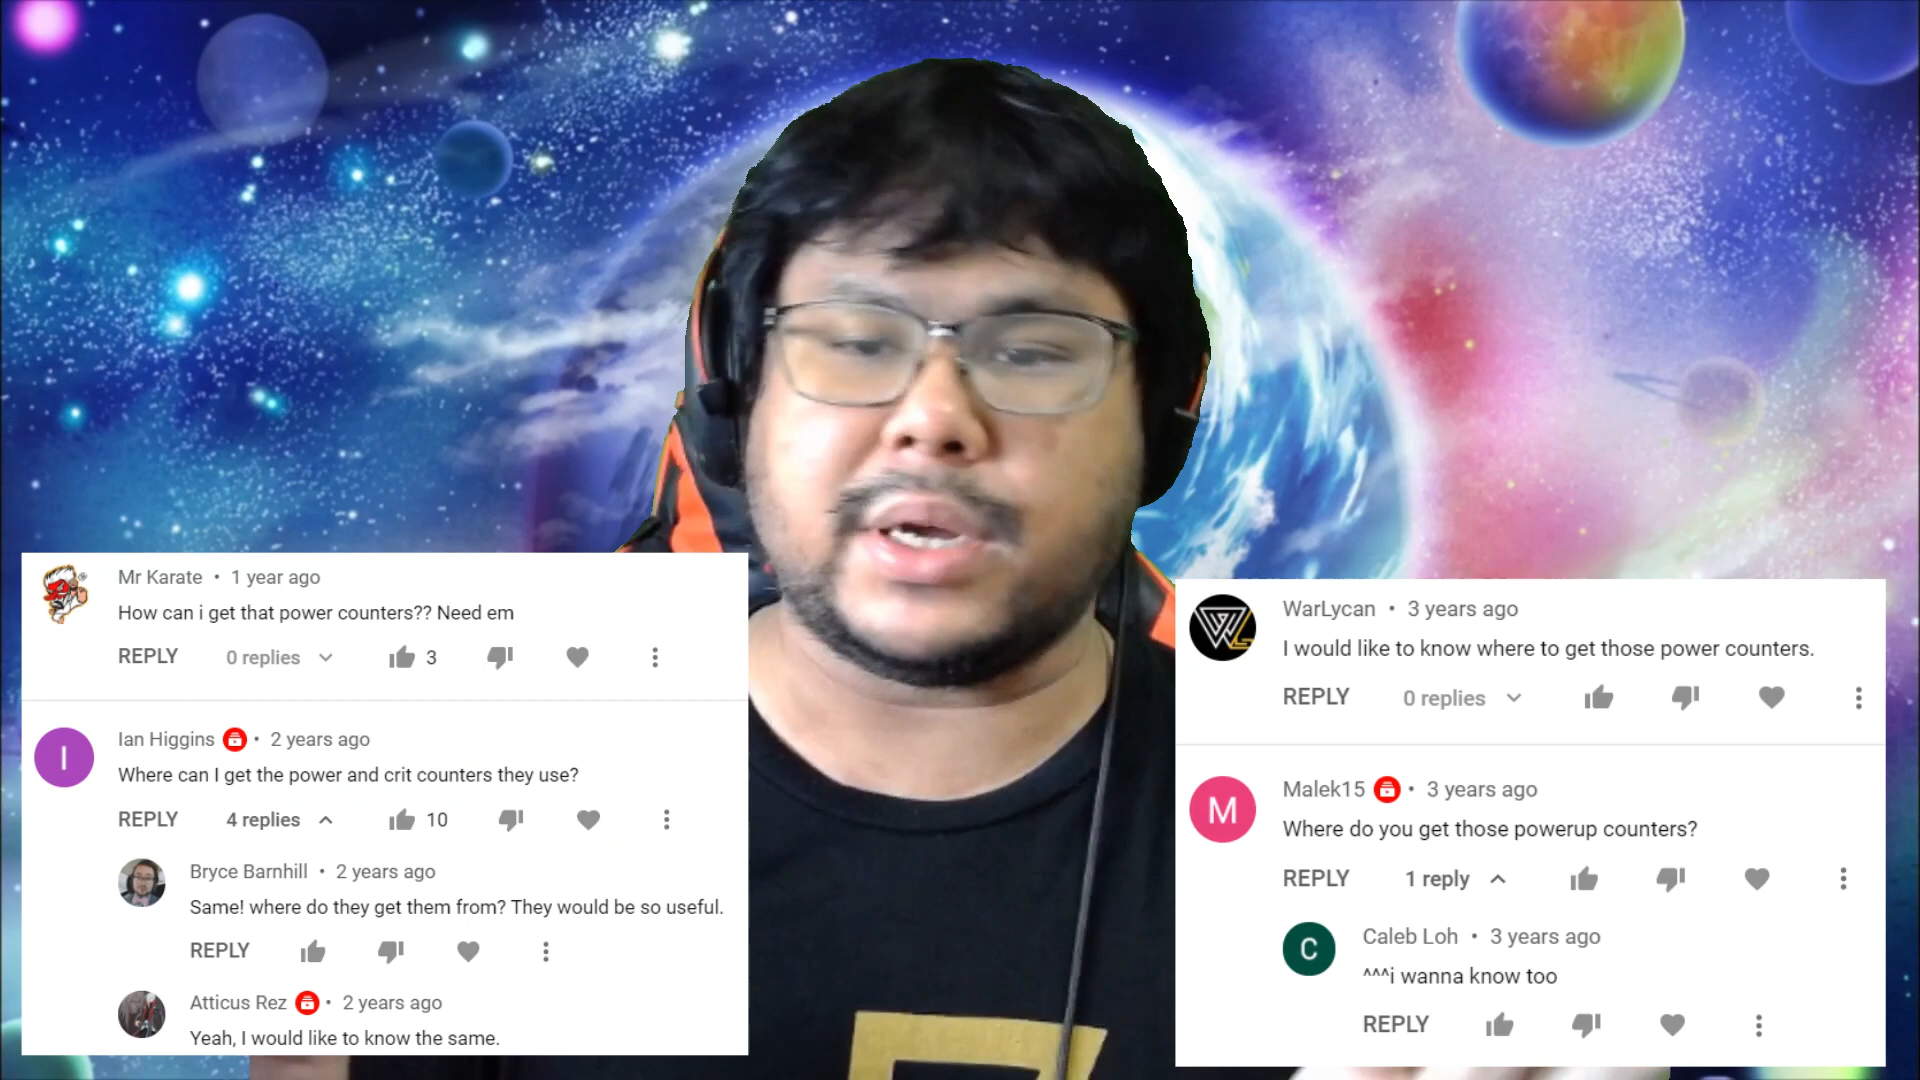 Mr Karate • 1 year ago
How can i get that power counters?? Need em
REPLY 0 replies 3
Ian Higgins • 2 years ago
Where can I get the power and crit counters they use?
REPLY 4 replies 10
Bryce Barnhill • 2 years ago
Same! where do they get them from? They would be so useful.
REPLY
Atticus Rez • 2 years ago
Yeah, I would like to know the same.
WarLycan • 3 years ago
I would like to know where to get those power counters.
REPLY 0 replies
Malek15 • 3 years ago
Where do you get those powerup counters?
REPLY 1 reply
Caleb Loh • 3 years ago
^^^i wanna know too
REPLY
I
M
C